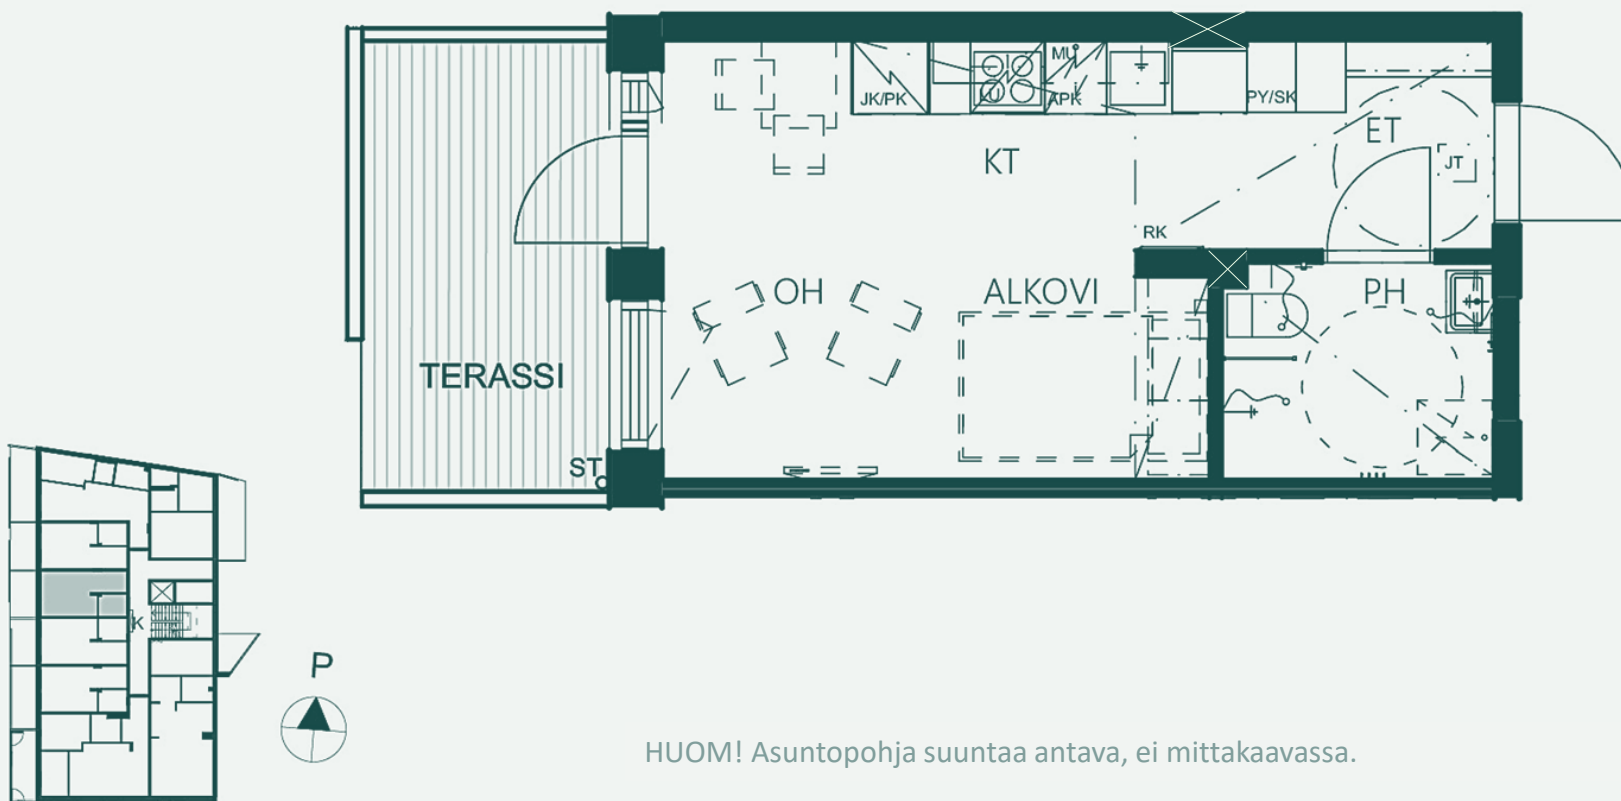 MU
JK/PK
KU
APK
PY/SK
ET
KT
JT
RK
OH
ALKOVI
PH
TERASSI
ST
K
P
HUOM! Asuntopohja suuntaa antava, ei mittakaavassa.